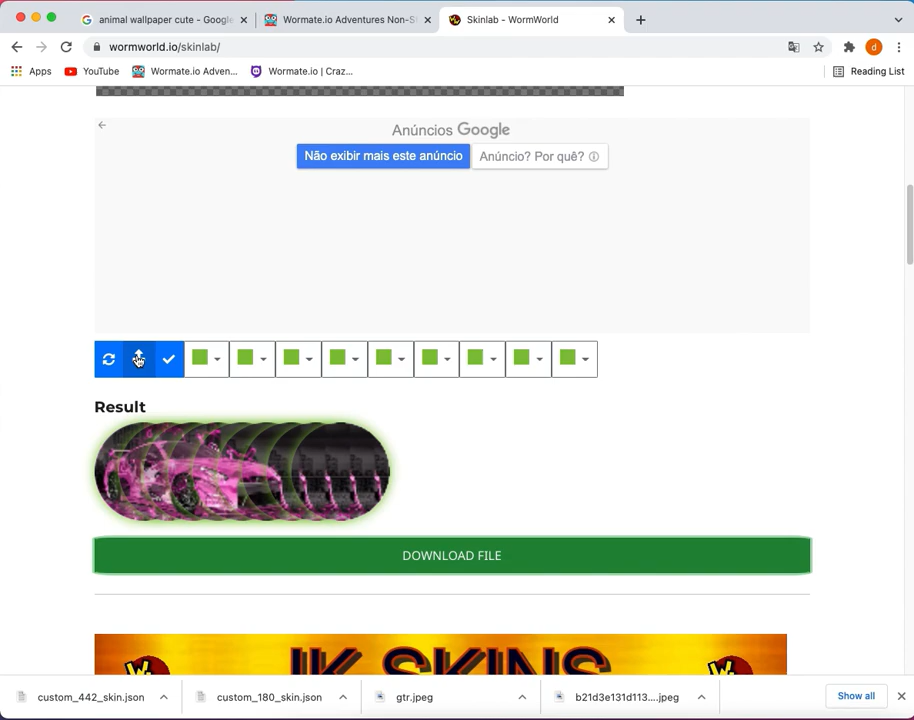 animal wallpaper cute - Google
Wormate.io Adventures Non-S
Skinlab - WormWorld
wormworld.io/skinlab/
d
Apps
YouTube
Wormate.io Adven...
Wormate.io | Craz...
Reading List
Anúncios Google
Não exibir mais este anúncio
Anúncio? Por quê?
Result
DOWNLOAD FILE
JK SKINS
custom_442_skin.json
custom_180_skin.json
gtr.jpeg
b21d3e131d113....jpeg
Show all